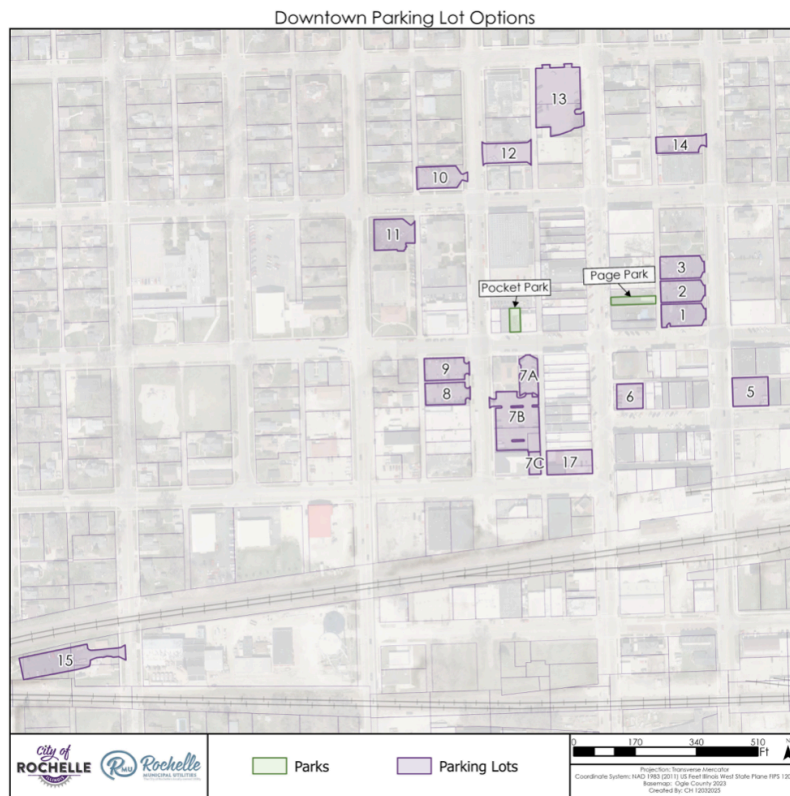 Downtown Parking Lot Options
13
12
14
10
11
3
Page Park
Pocket Park
2
1
9
7A
8
6
5
7B
7C
17
15
City of
ROCHELLE
RMU
Rochelle
MUNICIPAL UTILITIES
Parks
Parking Lots
0 170 340 510
Ft
N
Projection: Transverse Mercator
Coordinate System: NAD 1983 (2011) US Feet Illinois West State Plane FIPS 120
Basemap: Ogle County 2023
Created By: CH 12032025